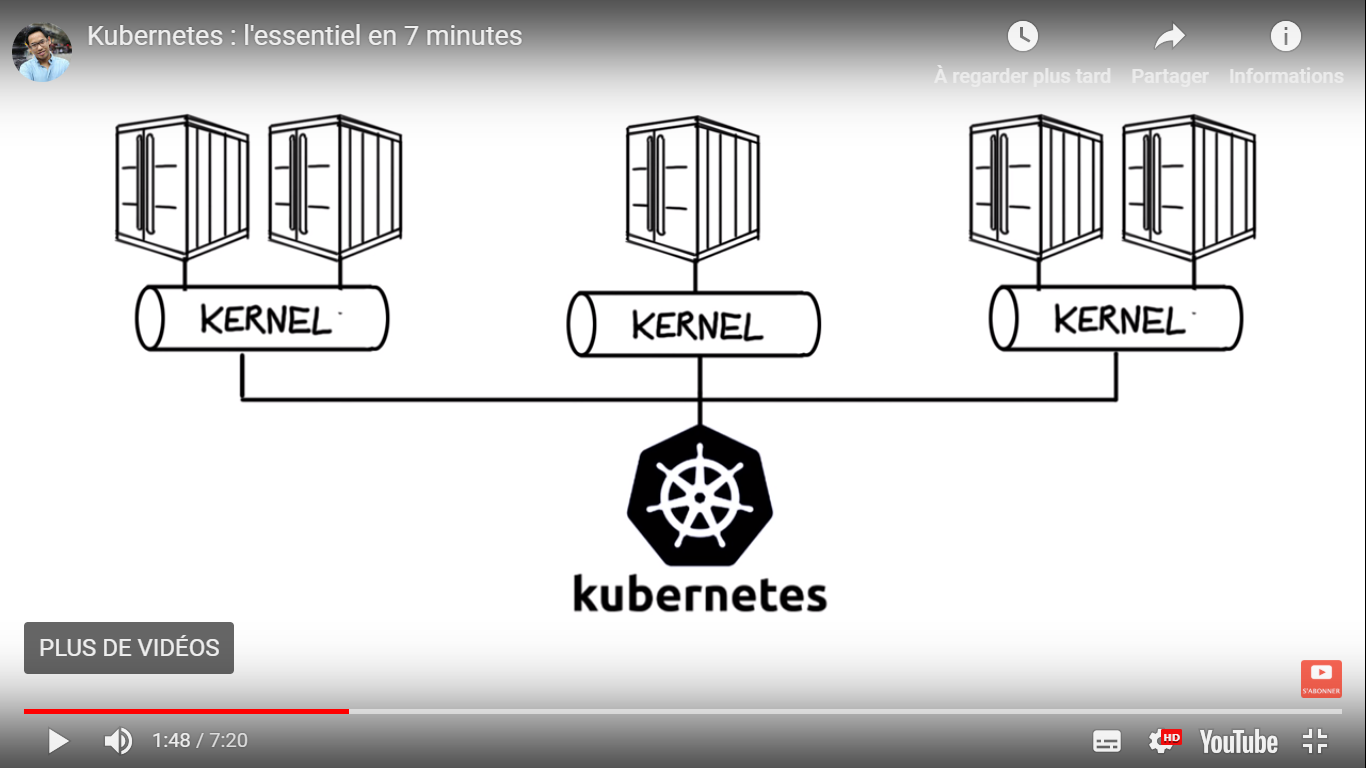 Kubernetes : l'essentiel en 7 minutes
À regarder plus tard
Partager
Informations
KERNEL
KERNEL
KERNEL
kubernetes
PLUS DE VIDÉOS
S'ABONNER
1:48 / 7:20
HD
YouTube